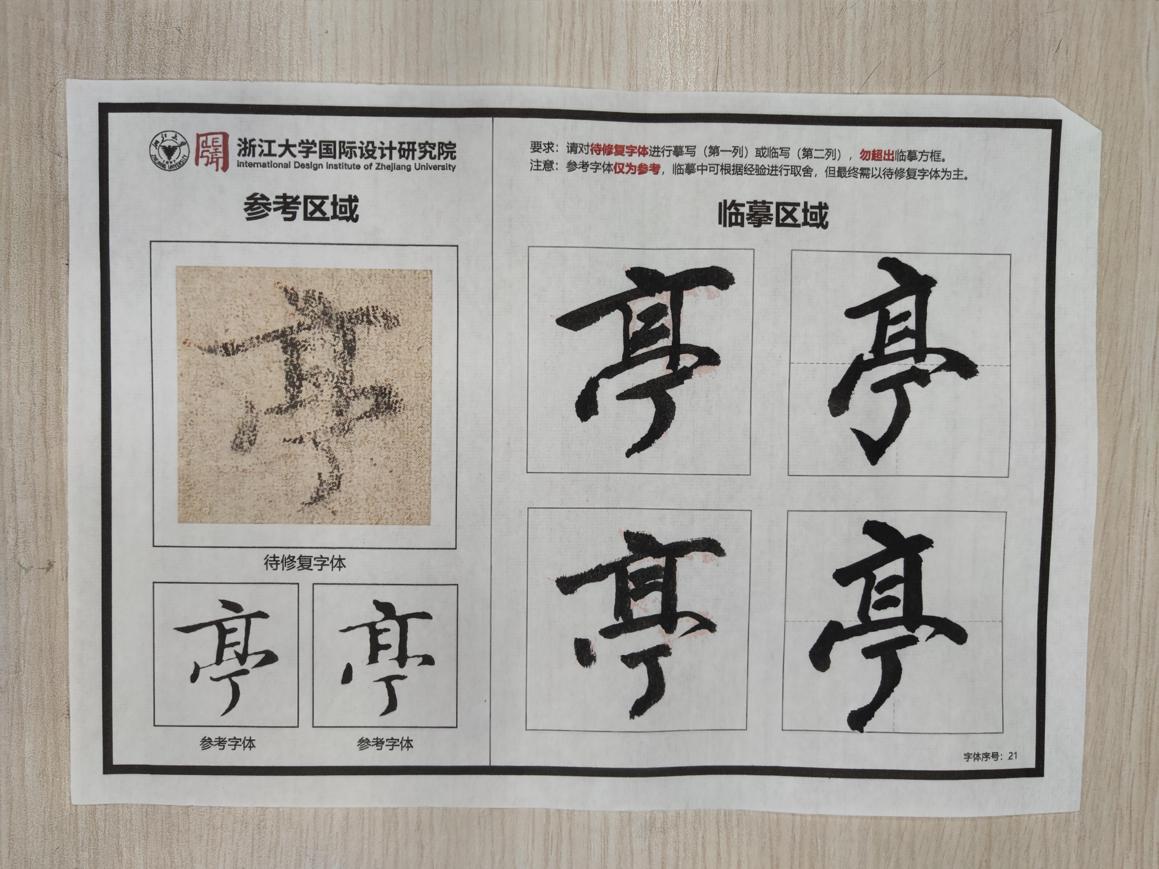 浙江大学国际设计研究院
International Design Institute of Zhejiang University
参考区域
亭
待修复字体
亭
亭
参考字体
参考字体
要求：请对待修复字体进行摹写（第一列）或临写（第二列），勿超出临摹方框。
注意：参考字体仅为参考，临摹中可根据经验进行取舍，但最终需以待修复字体为主。
临摹区域
亭
亭
亭
亭
字体序号：21